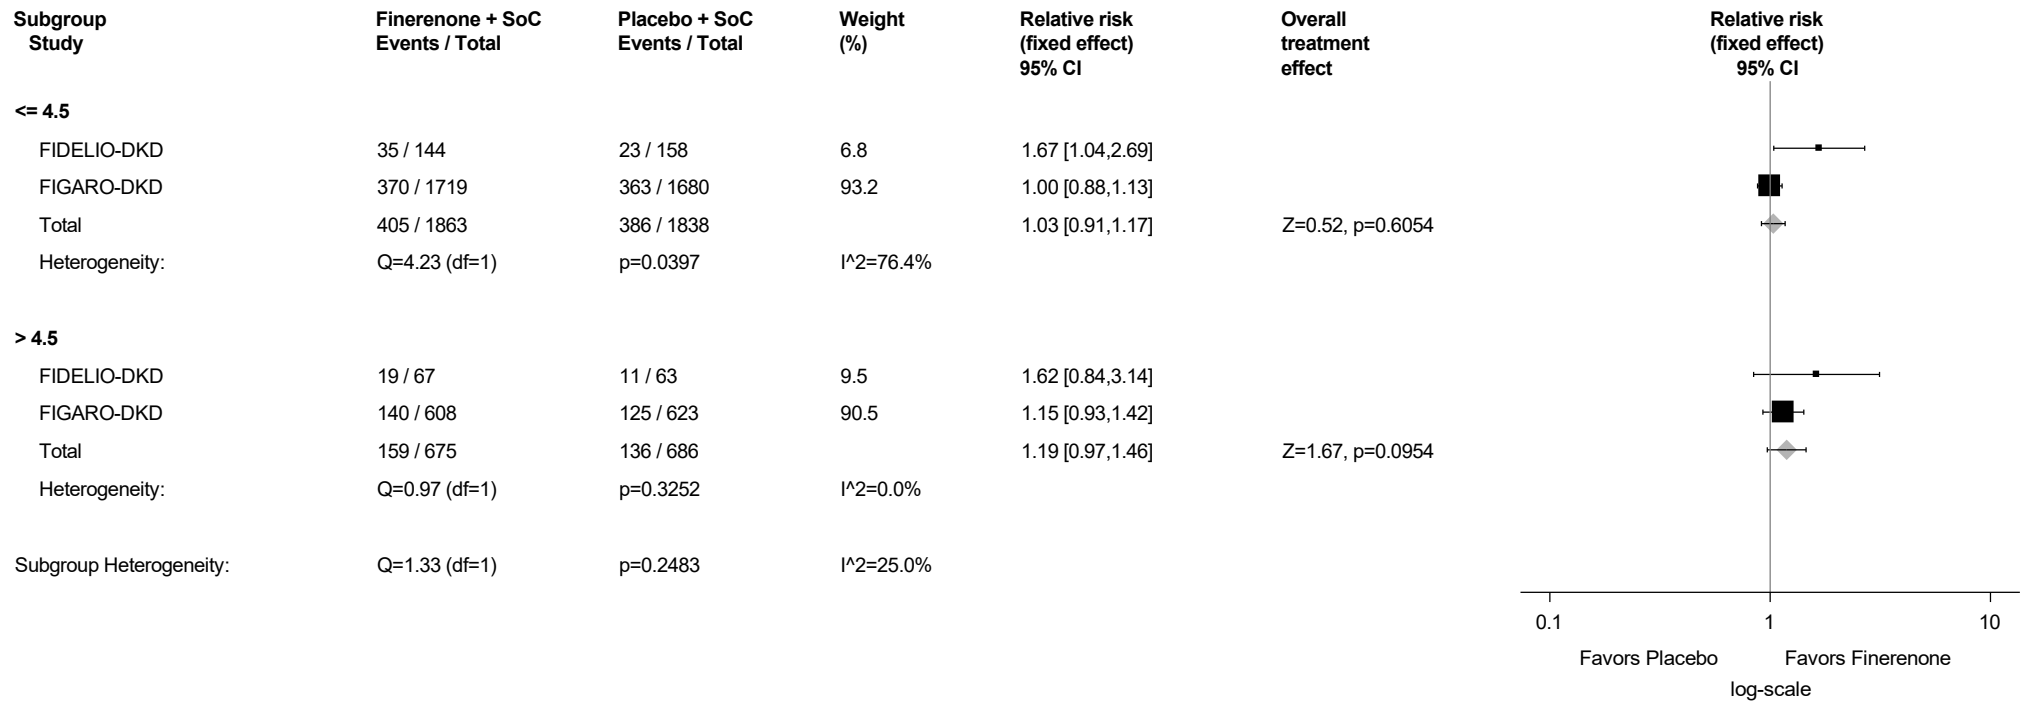 Subgroup Finerenone + SoC Placebo + SoC Weight Relative risk Overall Relative risk
Study Events / Total Events / Total (%) (fixed effect) treatment (fixed effect)
95% CI effect 95% CI
<= 4.5
FIDELIO-DKD 35 / 144 23 / 158 6.8 1.67 [1.04,2.69]
FIGARO-DKD 370 / 1719 363 / 1680 93.2 1.00 [0.88,1.13]
Total 405 / 1863 386 / 1838 1.03 [0.91,1.17] Z=0.52, p=0.6054
Heterogeneity: Q=4.23 (df=1) p=0.0397 I^2=76.4%
> 4.5
FIDELIO-DKD 19 / 67 11 / 63 9.5 1.62 [0.84,3.14]
FIGARO-DKD 140 / 608 125 / 623 90.5 1.15 [0.93,1.42]
Total 159 / 675 136 / 686 1.19 [0.97,1.46] Z=1.67, p=0.0954
Heterogeneity: Q=0.97 (df=1) p=0.3252 I^2=0.0%
Subgroup Heterogeneity: Q=1.33 (df=1) p=0.2483 I^2=25.0%
0.1 1 10
Favors Placebo Favors Finerenone
log-scale